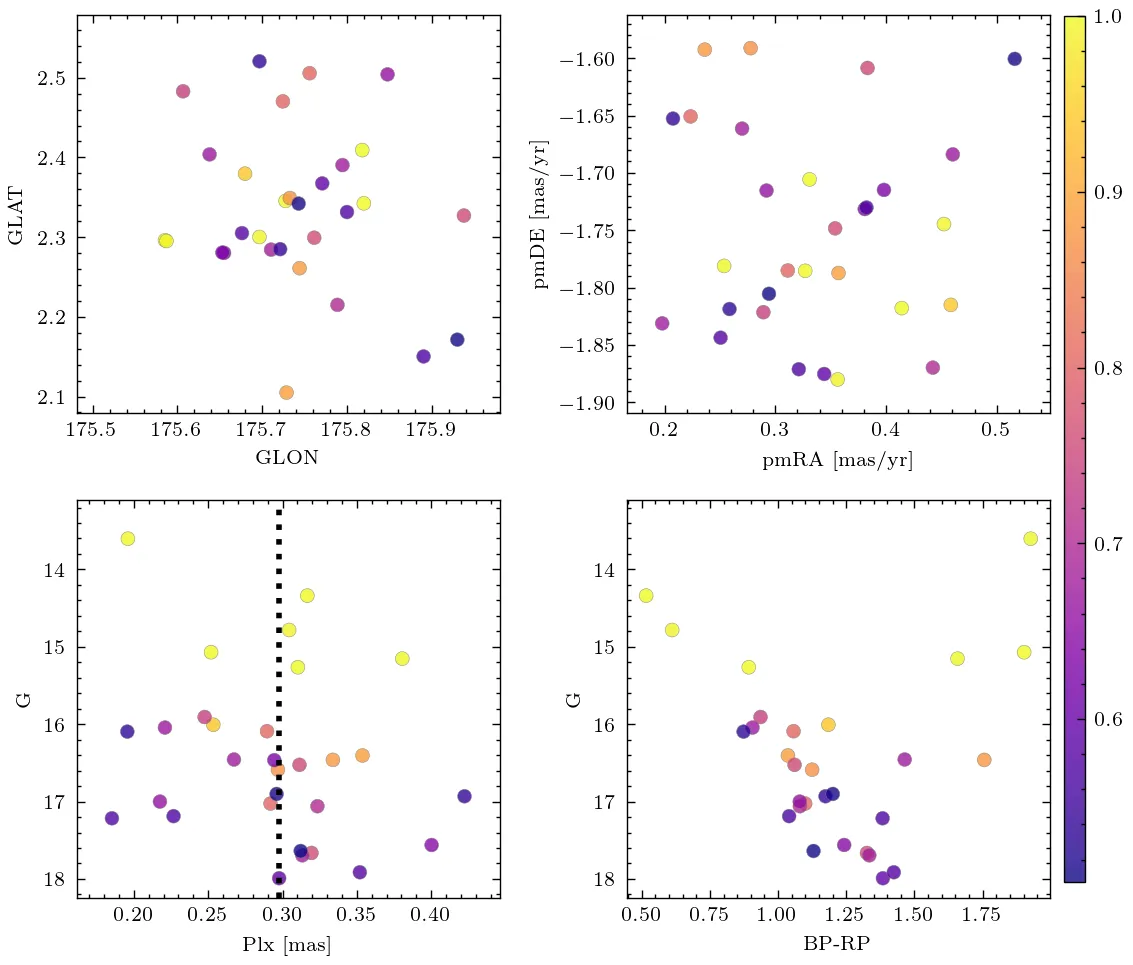 2.5
2.4
2.3
2.2
2.1
GLAT
175.5 175.6 175.7 175.8 175.9
GLON
−1.60
−1.65
−1.70
−1.75
−1.80
−1.85
−1.90
pmDE [mas/yr]
0.2 0.3 0.4 0.5
pmRA [mas/yr]
14
15
16
17
18
G
0.20 0.25 0.30 0.35 0.40
Plx [mas]
14
15
16
17
18
G
0.50 0.75 1.00 1.25 1.50 1.75
BP-RP
1.0
0.9
0.8
0.7
0.6